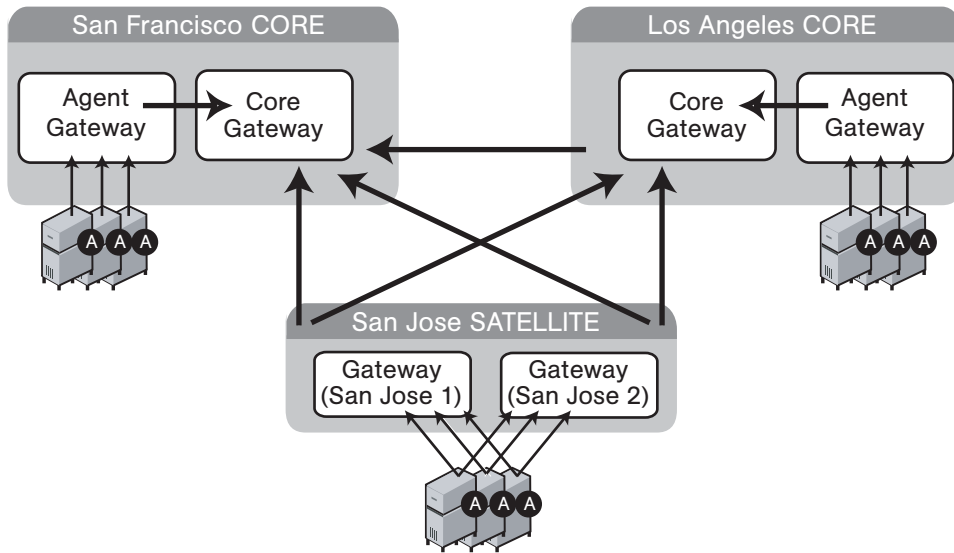 San Francisco CORE
Los Angeles CORE
Agent
Gateway
Core
Gateway
Core
Gateway
Agent
Gateway
A A A
A A A
San Jose SATELLITE
Gateway
(San Jose 1)
Gateway
(San Jose 2)
A A A